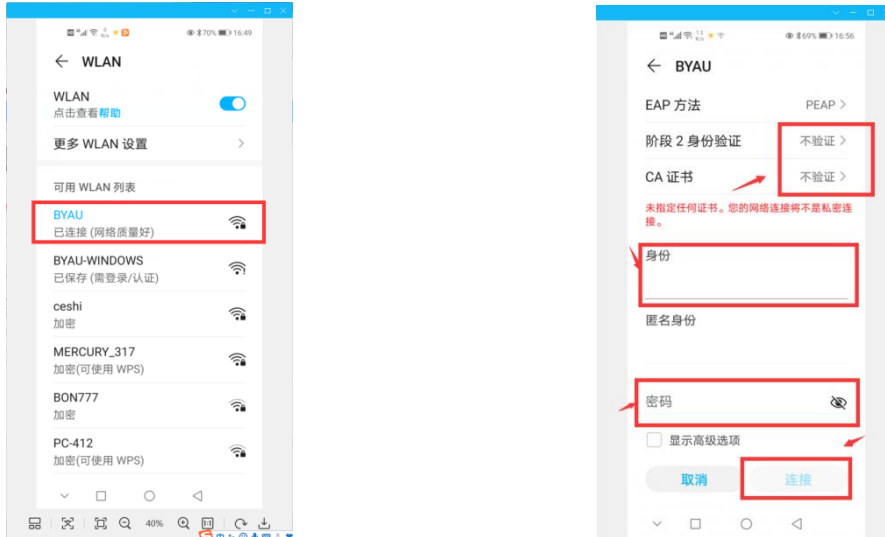 70% 16:49
← WLAN
WLAN
点击查看帮助
更多 WLAN 设置
可用 WLAN 列表
BYAU
已连接 (网络质量好)
BYAU-WINDOWS
已保存 (需登录/认证)
ceshi
加密
MERCURY_317
加密(可使用 WPS)
BON777
加密
PC-412
加密(可使用 WPS)
40% 1:1
69% 16:56
← BYAU
EAP 方法 PEAP
阶段 2 身份验证 不验证
CA 证书 不验证
未指定任何证书。您的网络连接将不是私密连
接。
身份
匿名身份
密码
显示高级选项
取消 连接